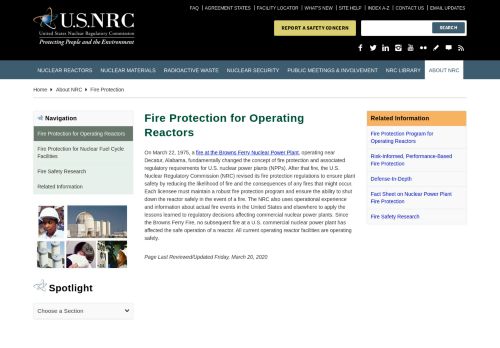 FAQ | AGREEMENT STATES | FACILITY LOCATOR | WHAT'S NEW | SITE HELP | INDEX A-Z | CONTACT US | EMAIL UPDATES
U.S.NRC
United States Nuclear Regulatory Commission
Protecting People and the Environment
REPORT A SAFETY CONCERN
SEARCH
NUCLEAR REACTORS NUCLEAR MATERIALS RADIOACTIVE WASTE NUCLEAR SECURITY PUBLIC MEETINGS & INVOLVEMENT NRC LIBRARY ABOUT NRC
Home About NRC Fire Protection
Navigation
Fire Protection for Operating Reactors
Fire Protection for Nuclear Fuel Cycle
Facilities
Fire Safety Research
Related Information
Spotlight
Choose a Section
Fire Protection for Operating
Reactors
On March 22, 1975, a fire at the Browns Ferry Nuclear Power Plant, operating near
Decatur, Alabama, fundamentally changed the concept of fire protection and associated
regulatory requirements for U.S. nuclear power plants (NPPs). After that fire, the U.S.
Nuclear Regulatory Commission (NRC) revised its fire protection regulations to ensure plant
safety by reducing the likelihood of fire and the consequences of any fires that might occur.
Each licensee must maintain a robust fire protection program and ensure the ability to shut
down the reactor safely in the event of a fire. The NRC also uses operational experience
and information about actual fire events in the United States and elsewhere to apply the
lessons learned to regulatory decisions affecting commercial nuclear power plants. Since
the Browns Ferry Fire, no subsequent fire at a U.S. commercial nuclear power plant has
affected the safe operation of a reactor. All current operating reactor facilities are operating
safely.
Page Last Reviewed/Updated Friday, March 20, 2020
Related Information
Fire Protection Program for
Operating Reactors
Risk-Informed, Performance-Based
Fire Protection
Defense-In-Depth
Fact Sheet on Nuclear Power Plant
Fire Protection
Fire Safety Research